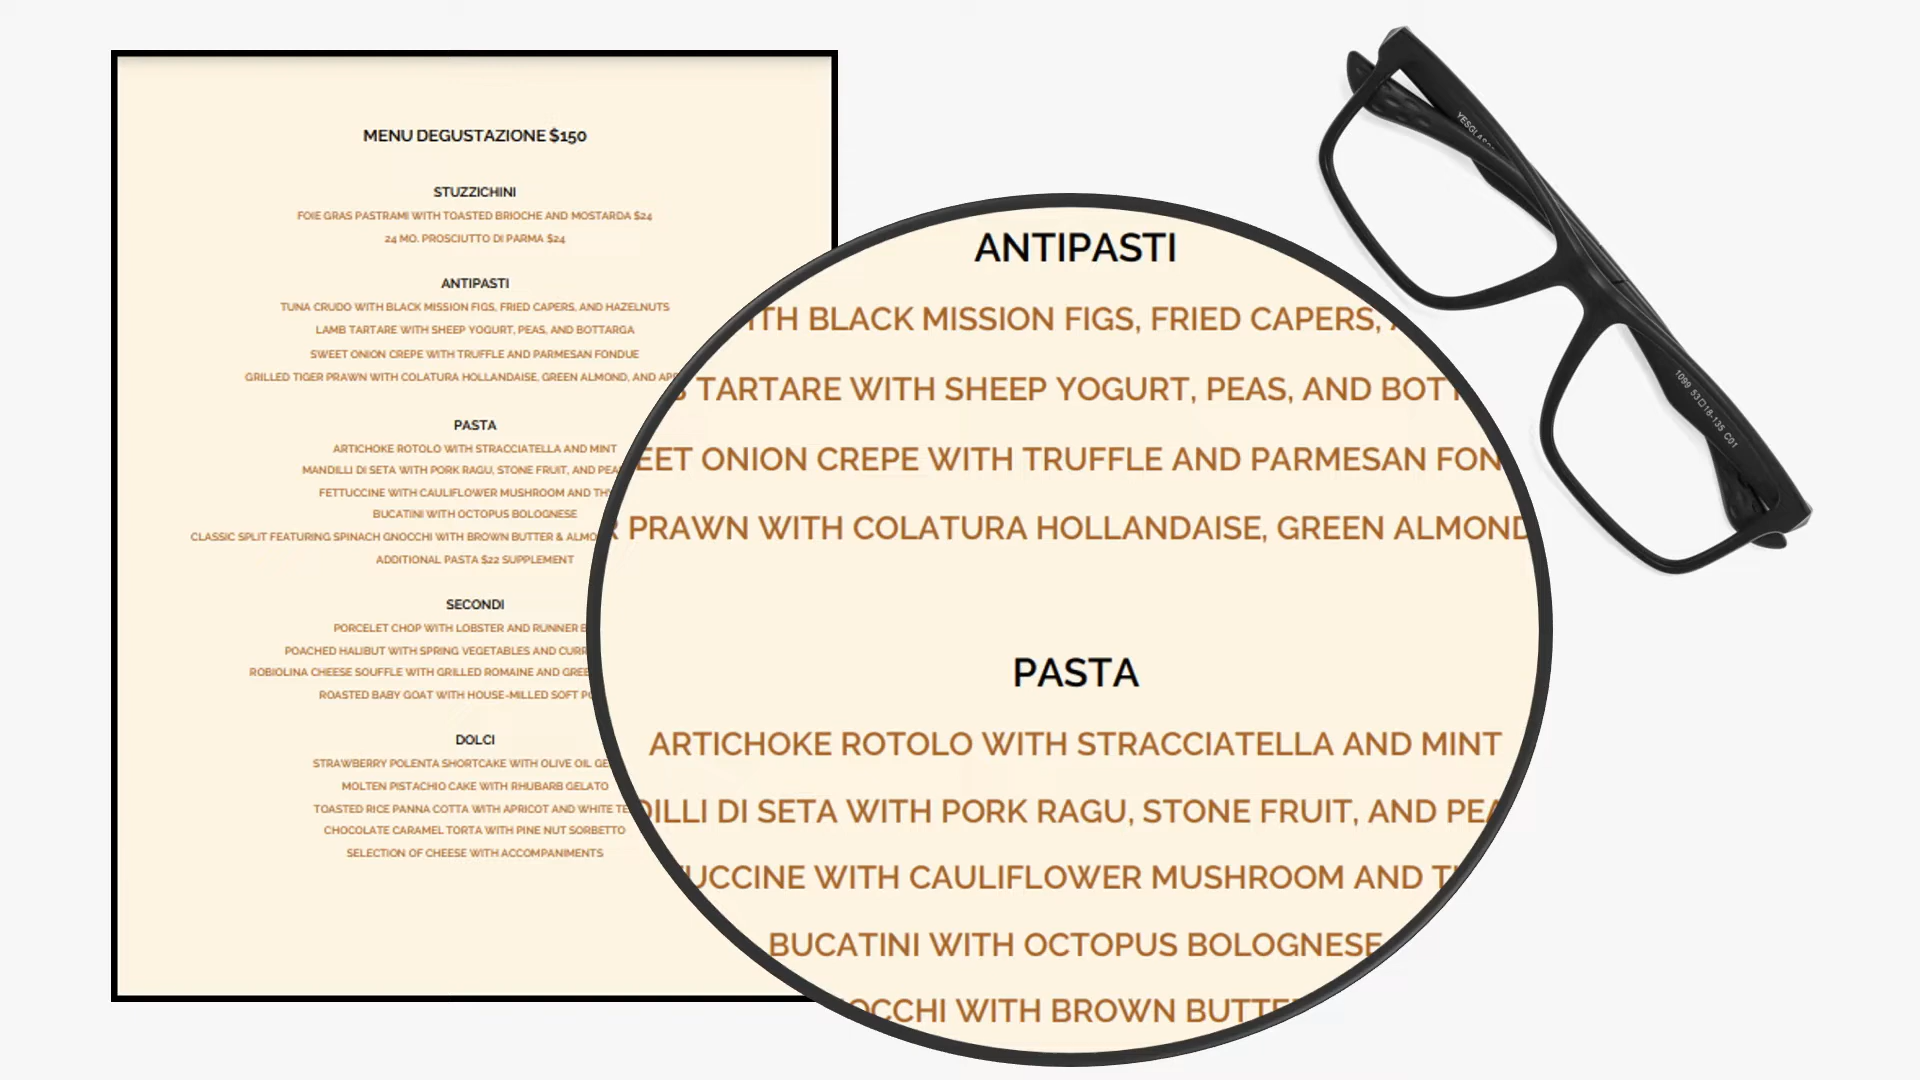 MENU DEGUSTAZIONE $150
STUZZICHINI
FOIE GRAS PASTRAMI WITH TOASTED BRIOCHE AND MOSTARDA $24
24 MO. PROSCIUTTO DI PARMA $24
ANTIPASTI
TUNA CRUDO WITH BLACK MISSION FIGS, FRIED CAPERS, AND HAZELNUTS
LAMB TARTARE WITH SHEEP YOGURT, PEAS, AND BOTTARGA
SWEET ONION CREPE WITH TRUFFLE AND PARMESAN FONDUE
GRILLED TIGER PRAWN WITH COLATURA HOLLANDAISE, GREEN ALMOND, AND
PASTA
ARTICHOKE ROTOLO WITH STRACCIATELLA AND MINT
MANDILLI DI SETA WITH PORK RAGU, STONE FRUIT, AND
FETTUCCINE WITH CAULIFLOWER MUSHROOM AND
BUCATINI WITH OCTOPUS BOLOGNESE
CLASSIC SPLIT FEATURING SPINACH GNOCCHI WITH BROWN BUTTER &
ADDITIONAL PASTA $22 SUPPLEMENT
SECONDI
PORCELET CHOP WITH LOBSTER AND RUNNER
POACHED HALIBUT WITH SPRING VEGETABLES AND
ROBIOLINA CHEESE SOUFFLE WITH GRILLED ROMAINE AND
ROASTED BABY GOAT WITH HOUSE-MILLED SOFT
DOLCI
STRAWBERRY POLENTA SHORTCAKE WITH OLIVE OIL
MOLTEN PISTACHIO CAKE WITH RHUBARB GELATO
TOASTED RICE PANNA COTTA WITH APRICOT AND WHITE
CHOCOLATE CARAMEL TORTA WITH PINE NUT SORBETTO
SELECTION OF CHEESE WITH ACCOMPANIMENTS
ANTIPASTI
BLACK MISSION FIGS, FRIED CAPERS,
TARTARE WITH SHEEP YOGURT, PEAS, AND
ONION CREPE WITH TRUFFLE AND PARMESAN
PRAWN WITH COLATURA HOLLANDAISE, GREEN ALMOND
PASTA
ARTICHOKE ROTOLO WITH STRACCIATELLA AND MINT
DI SETA WITH PORK RAGU, STONE FRUIT, AND
WITH CAULIFLOWER MUSHROOM AND
BUCATINI WITH OCTOPUS BOLOGNESE
WITH BROWN
1099 53□18-135 C01